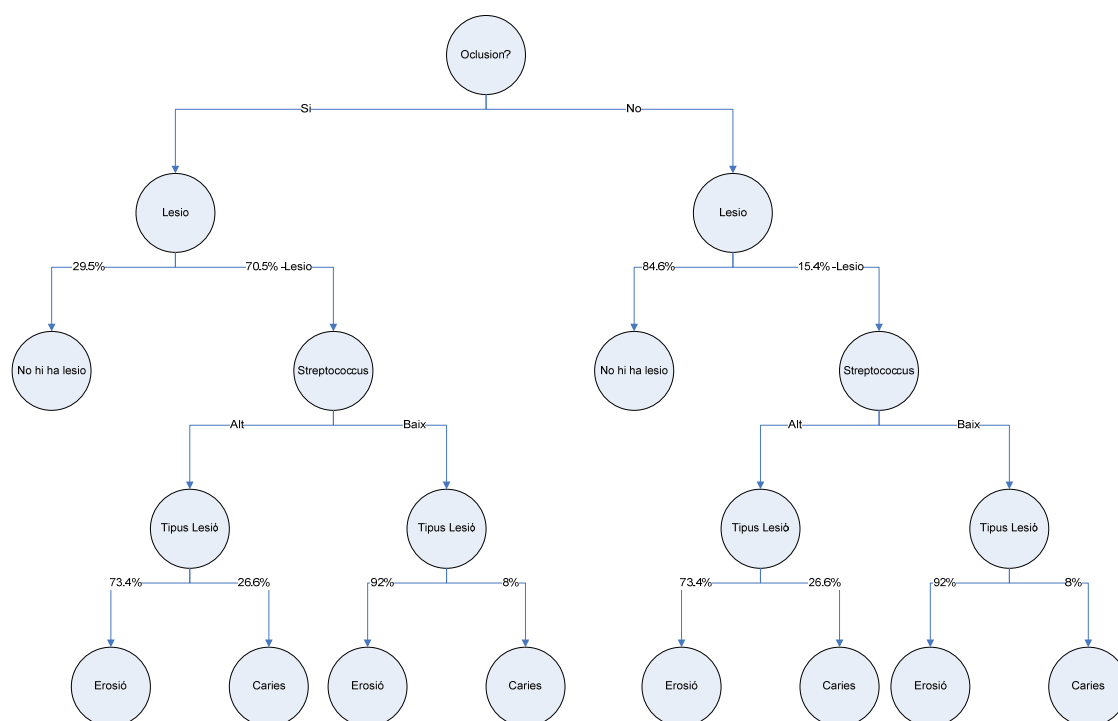 Oclusion?
Si
No
Lesio
Lesio
29.5%
70.5% -Lesio
84.6%
15.4% -Lesio
No hi ha lesio
Streptococcus
No hi ha lesio
Streptococcus
Alt
Baix
Alt
Baix
Tipus Lesió
Tipus Lesió
Tipus Lesió
Tipus Lesió
73.4%
26.6%
92%
8%
73.4%
26.6%
92%
8%
Erosió
Caries
Erosió
Caries
Erosió
Caries
Erosió
Caries